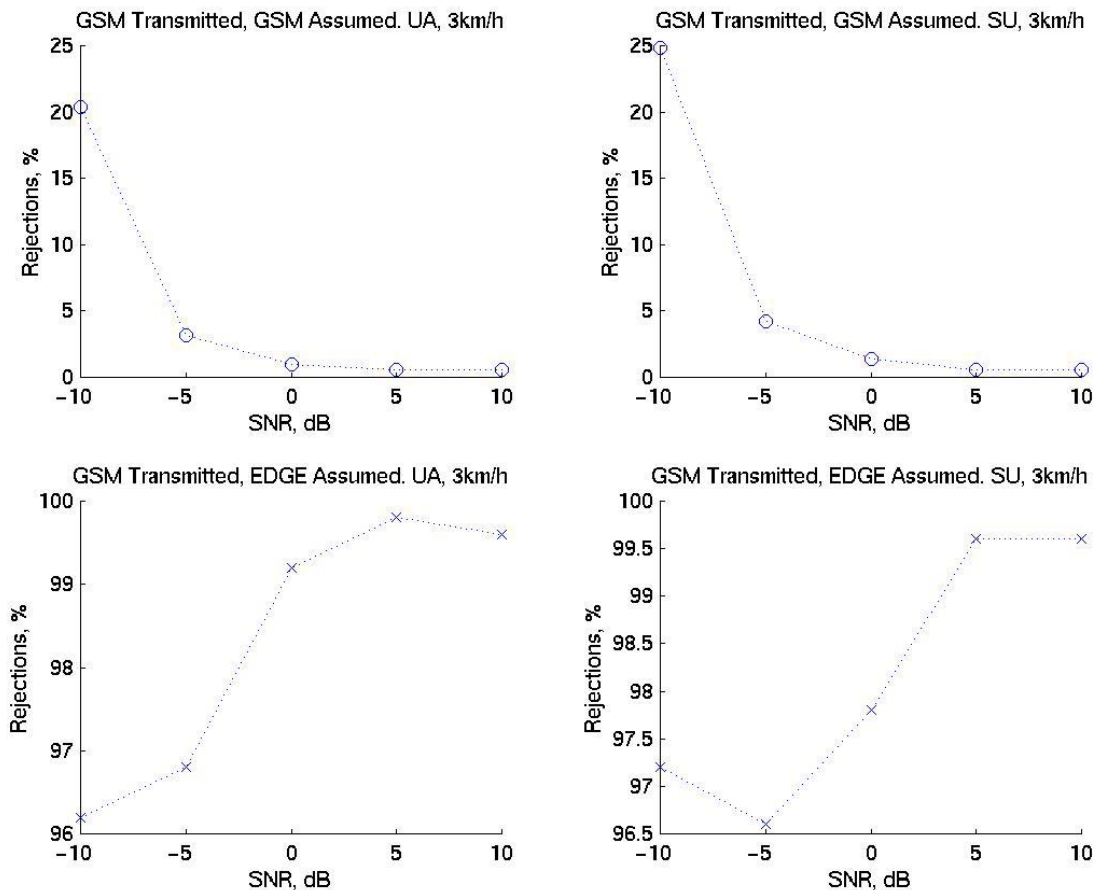 GSM Transmitted, GSM Assumed. UA, 3km/h
25
20
15
10
5
0
Rejections, %
-10 -5 0 5 10
SNR, dB
GSM Transmitted, GSM Assumed. SU, 3km/h
25
20
15
10
5
0
Rejections, %
-10 -5 0 5 10
SNR, dB
GSM Transmitted, EDGE Assumed. UA, 3km/h
100
99
98
97
96
Rejections, %
-10 -5 0 5 10
SNR, dB
GSM Transmitted, EDGE Assumed. SU, 3km/h
100
99.5
99
98.5
98
97.5
97
96.5
Rejections, %
-10 -5 0 5 10
SNR, dB